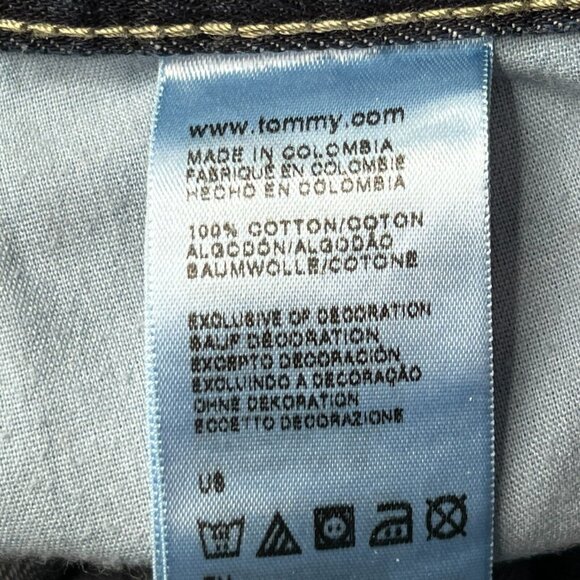 www.tommy.com
MADE IN COLOMBIA
FABRIQUÉ EN COLOMBIE
HECHO EN COLOMBIA
100% COTTON/COTON
ALGODÓN/ALGODÃO
BAUMWOLLE/COTONE
EXCLUSIVE OF DECORATION
SAUF DÉCORATION
EXCEPTO DECORACIÓN
EXCLUINDO A DECORAÇÃO
OHNE DEKORATION
ECCETTO DECORAZIONE
US